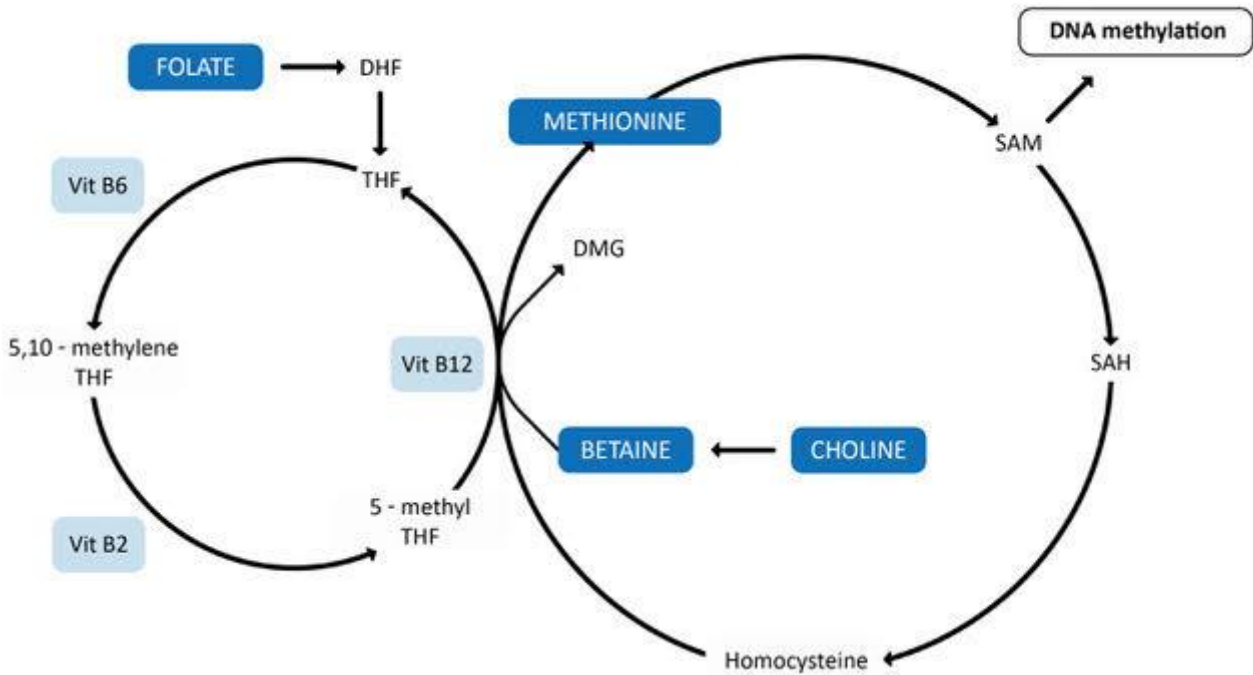 DNA methylation
FOLATE
DHF
METHIONINE
SAM
Vit B6
THF
DMG
5,10 - methylene
THF
Vit B12
SAH
BETAINE
CHOLINE
5 - methyl
THF
Vit B2
Homocysteine